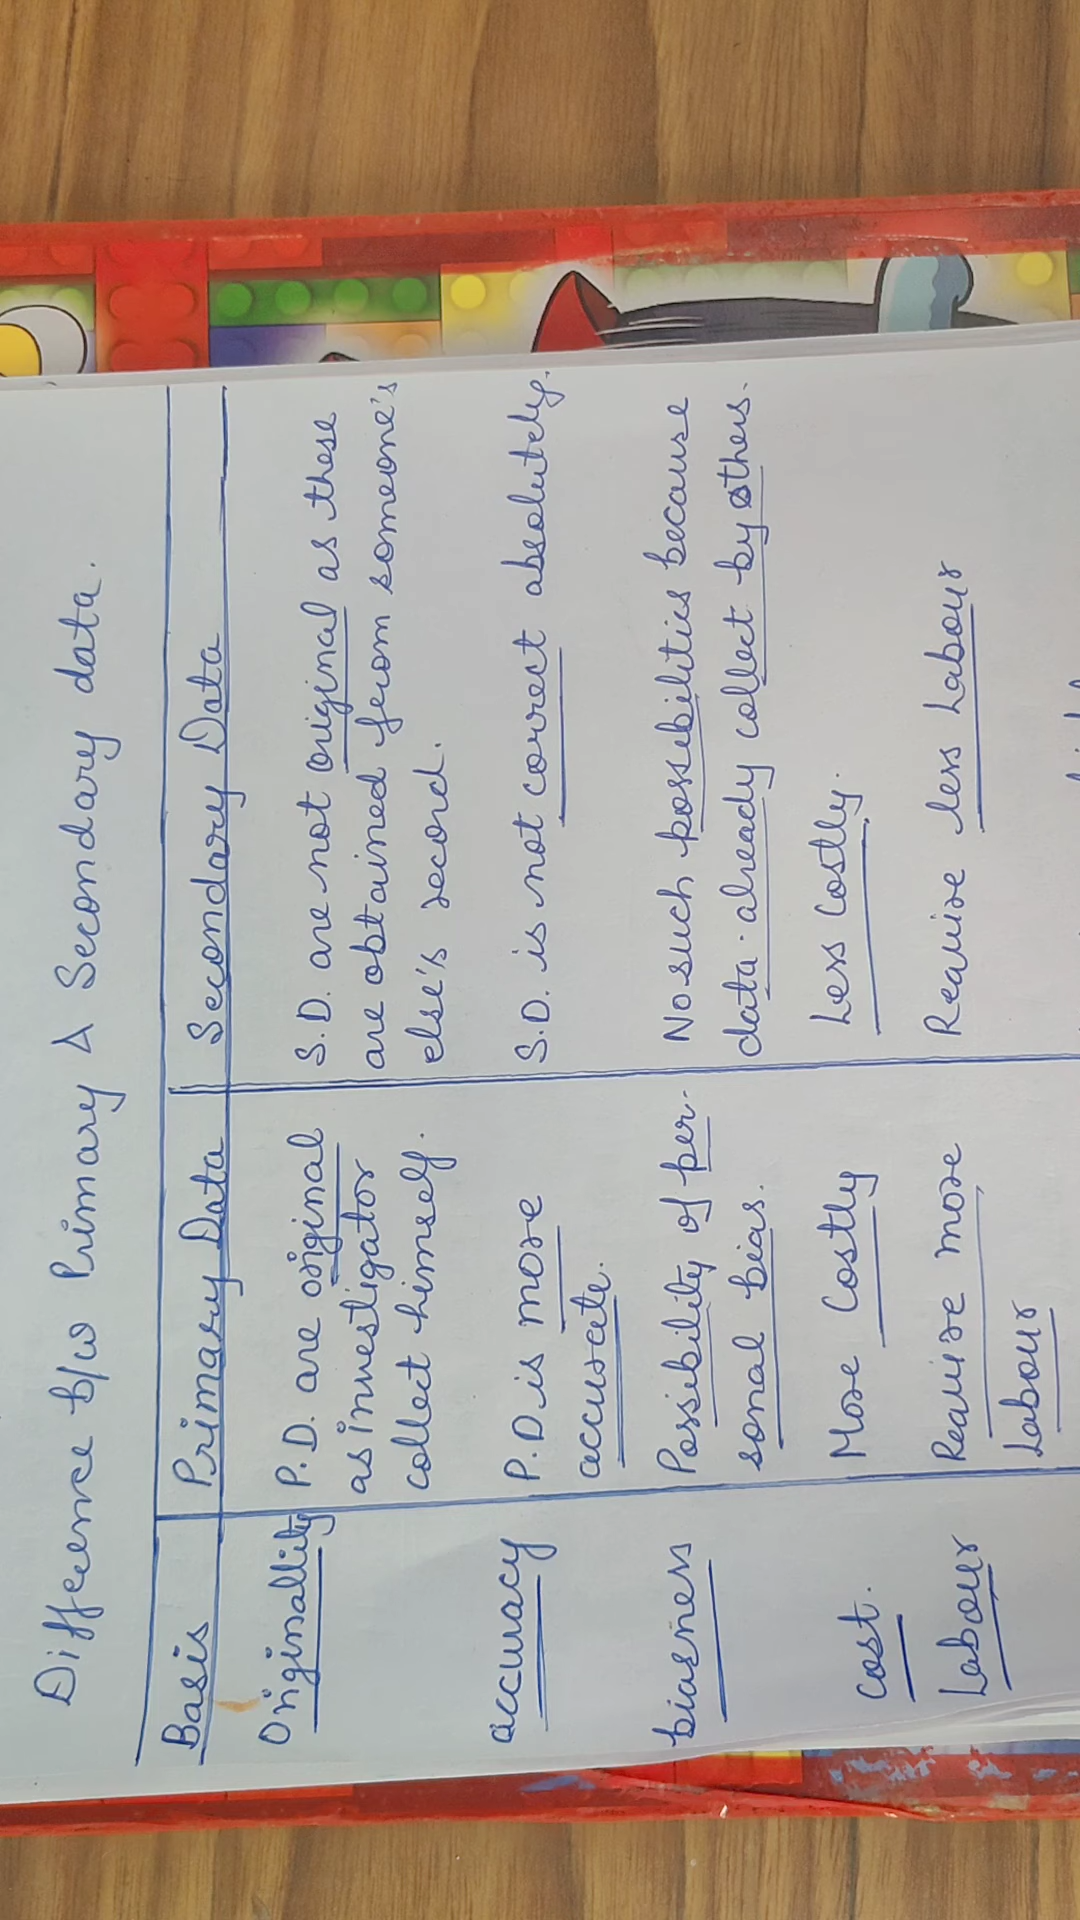 Difference b/w Primary & Secondary data.
Basis Primary Data Secondary Data
Originallity P.D. are original S.D. are not original as these
as investigator are obtained from someone's
collect himself. else's record.
accuracy P.D is more S.D. is not correct absolutely.
accurate.
biasness Possibility of per- No such possibilities because
sonal bias. data already collect by others.
Cost. More Costly Less Costly.
Labour Require more Require less Labour
Labour